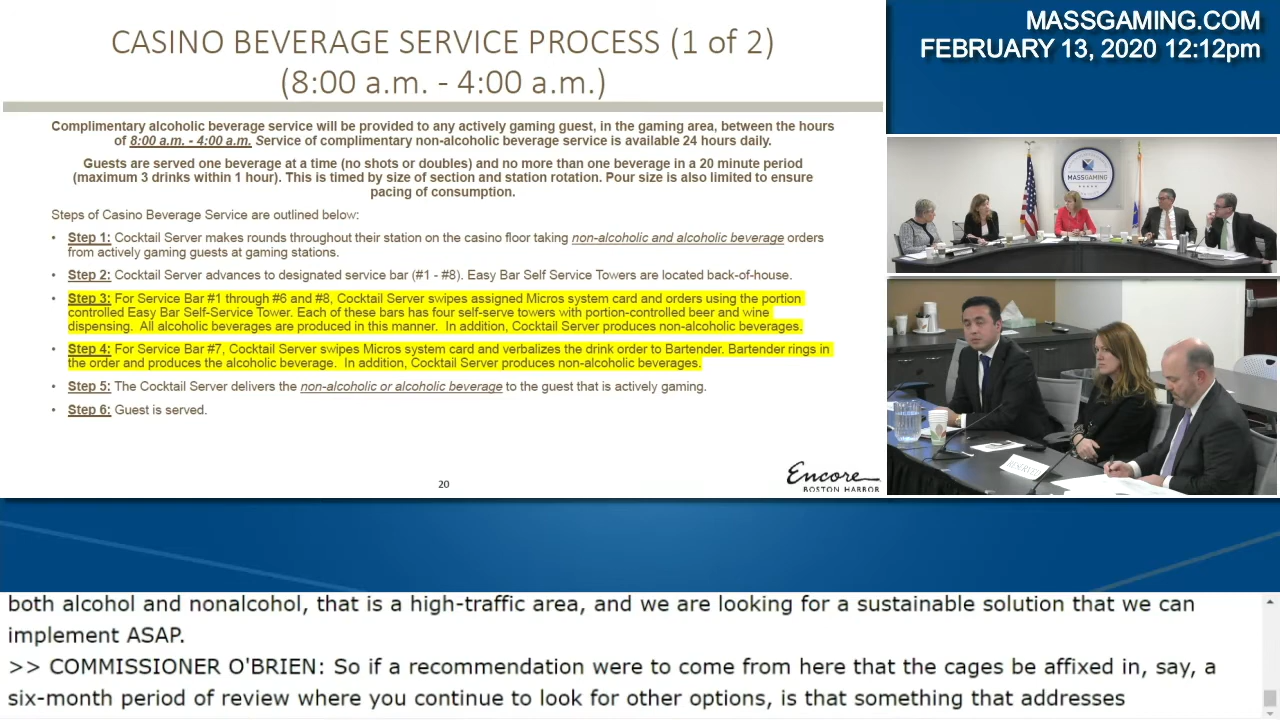 CASINO BEVERAGE SERVICE PROCESS (1 of 2)
(8:00 a.m. - 4:00 a.m.)
Complimentary alcoholic beverage service will be provided to any actively gaming guest, in the gaming area, between the hours
of 8:00 a.m. - 4:00 a.m. Service of complimentary non-alcoholic beverage service is available 24 hours daily.
Guests are served one beverage at a time (no shots or doubles) and no more than one beverage in a 20 minute period
(maximum 3 drinks within 1 hour). This is timed by size of section and station rotation. Pour size is also limited to ensure
pacing of consumption.
Steps of Casino Beverage Service are outlined below:
• Step 1: Cocktail Server makes rounds throughout their station on the casino floor taking non-alcoholic and alcoholic beverage orders
from actively gaming guests at gaming stations.
• Step 2: Cocktail Server advances to designated service bar (#1 - #8). Easy Bar Self Service Towers are located back-of-house.
• Step 3: For Service Bar #1 through #6 and #8, Cocktail Server swipes assigned Micros system card and orders using the portion
controlled Easy Bar Self-Service Tower. Each of these bars has four self-serve towers with portion-controlled beer and wine
dispensing. All alcoholic beverages are produced in this manner. In addition, Cocktail Server produces non-alcoholic beverages.
• Step 4: For Service Bar #7, Cocktail Server swipes Micros system card and verbalizes the drink order to Bartender. Bartender rings in
the order and produces the alcoholic beverage. In addition, Cocktail Server produces non-alcoholic beverages.
• Step 5: The Cocktail Server delivers the non-alcoholic or alcoholic beverage to the guest that is actively gaming.
• Step 6: Guest is served.
20
Encore
BOSTON HARBOR
MASSGAMING.COM
FEBRUARY 13, 2020 12:12pm
MASSGAMING
RESERVED
both alcohol and nonalcohol, that is a high-traffic area, and we are looking for a sustainable solution that we can
implement ASAP.
>> COMMISSIONER O'BRIEN: So if a recommendation were to come from here that the cages be affixed in, say, a
six-month period of review where you continue to look for other options, is that something that addresses